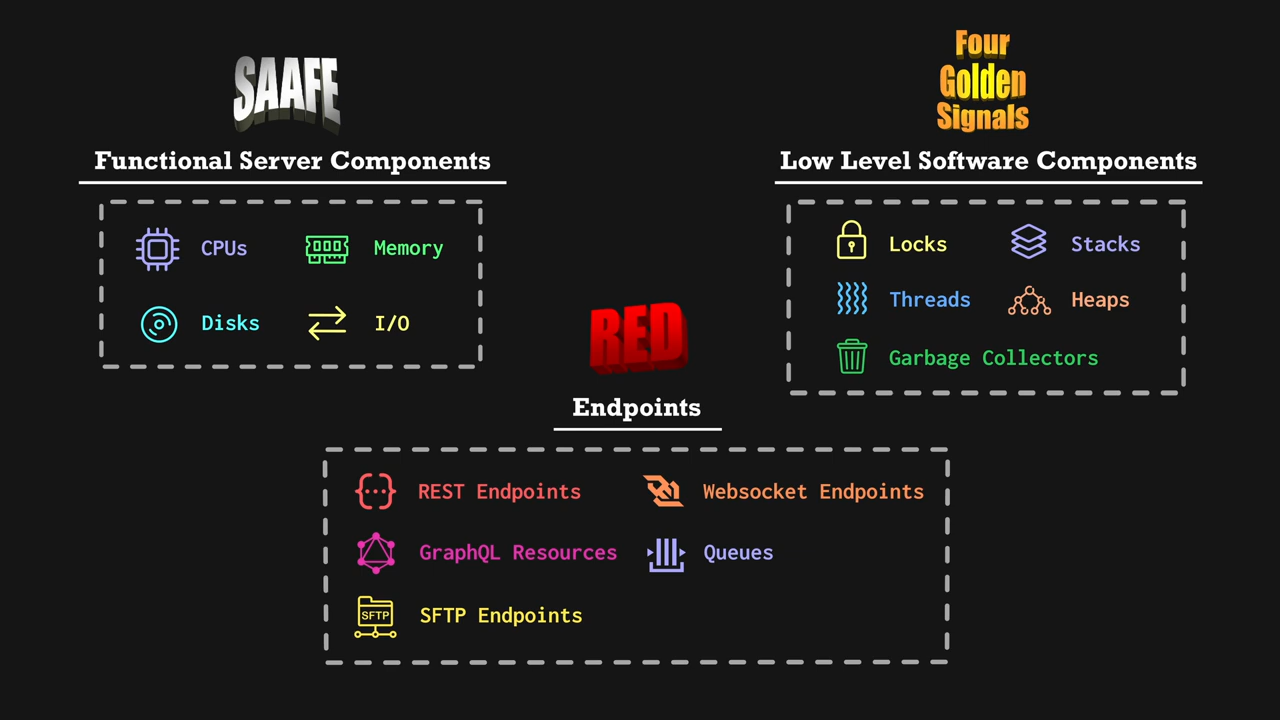 SAAFE
Functional Server Components
CPUs
Memory
Disks
I/O
Four
Golden
Signals
Low Level Software Components
Locks
Stacks
Threads
Heaps
Garbage Collectors
RED
Endpoints
REST Endpoints
Websocket Endpoints
GraphQL Resources
Queues
SFTP
SFTP Endpoints